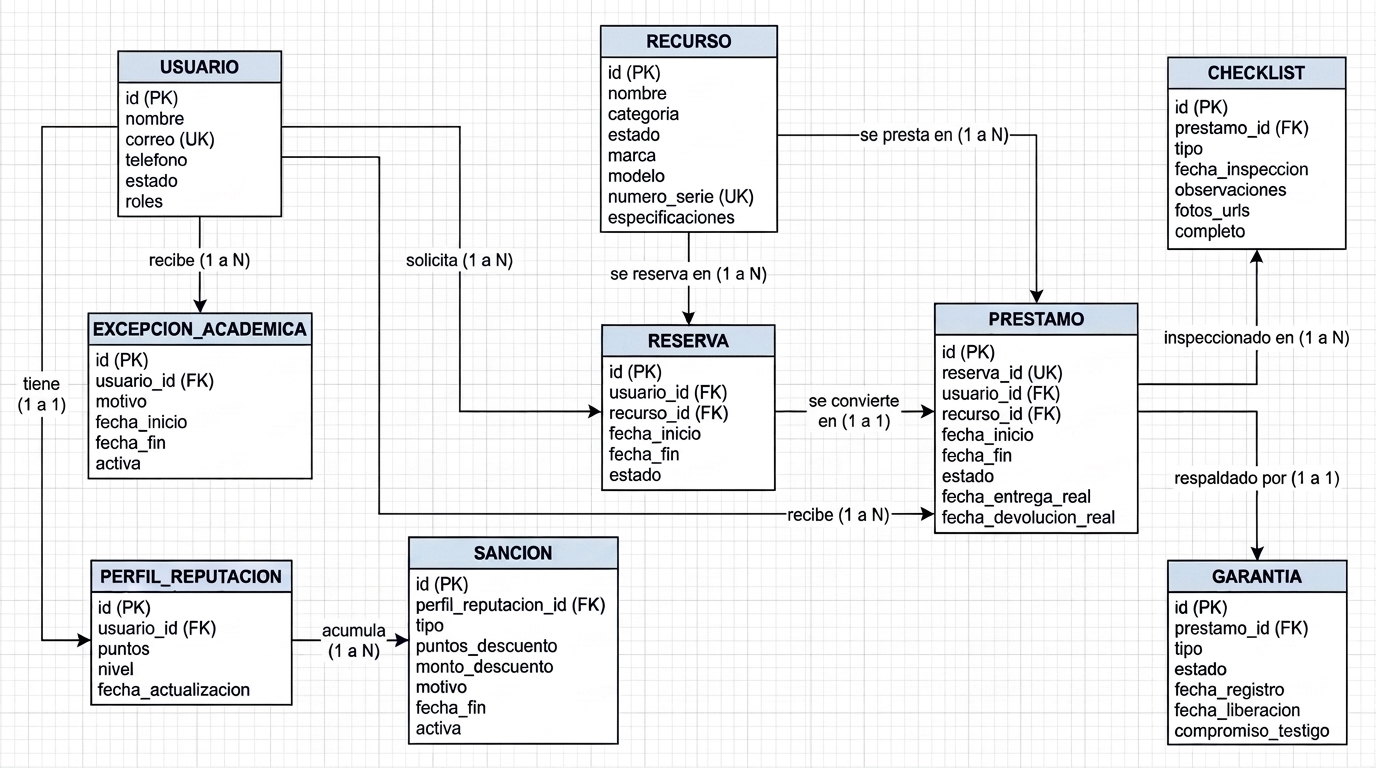 USUARIO
id (PK)
nombre
correo (UK)
telefono
estado
roles
RECURSO
id (PK)
nombre
categoria
estado
marca
modelo
numero_serie (UK)
especificaciones
CHECKLIST
id (PK)
prestamo_id (FK)
tipo
fecha_inspeccion
observaciones
fotos_urls
completo
se presta en (1 a N)
recibe (1 a N)
solicita (1 a N)
se reserva en (1 a N)
EXCEPCION_ACADEMICA
id (PK)
usuario_id (FK)
motivo
fecha_inicio
fecha_fin
activa
RESERVA
id (PK)
usuario_id (FK)
recurso_id (FK)
fecha_inicio
fecha_fin
estado
PRESTAMO
id (PK)
reserva_id (UK)
usuario_id (FK)
recurso_id (FK)
fecha_inicio
fecha_fin
estado
fecha_entrega_real
fecha_devolucion_real
inspeccionado en (1 a N)
tiene
(1 a 1)
se convierte
en (1 a 1)
respaldado por (1 a 1)
recibe (1 a N)
PERFIL_REPUTACION
id (PK)
usuario_id (FK)
puntos
nivel
fecha_actualizacion
acumula
(1 a N)
SANCION
id (PK)
perfil_reputacion_id (FK)
tipo
puntos_descuento
monto_descuento
motivo
fecha_fin
activa
GARANTIA
id (PK)
prestamo_id (FK)
tipo
estado
fecha_registro
fecha_liberacion
compromiso_testigo